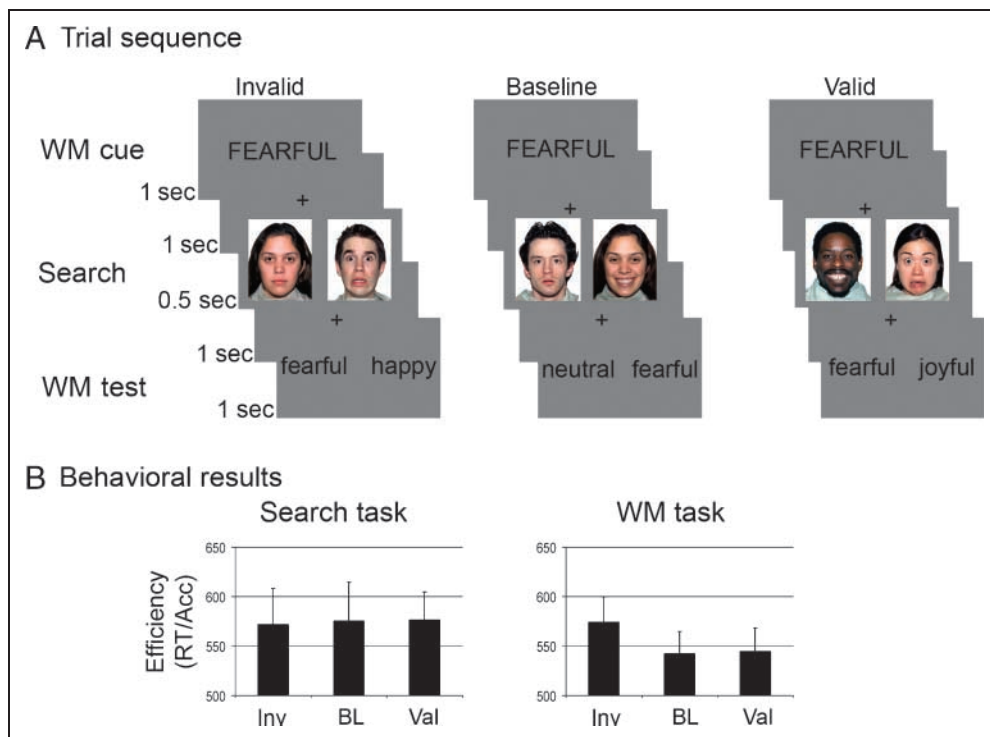 A Trial sequence
Invalid Baseline Valid
WM cue FEARFUL FEARFUL FEARFUL
1 sec
+ + +
1 sec
Search
0.5 sec
+ + +
1 sec
fearful happy neutral fearful fearful joyful
WM test
1 sec
B Behavioral results
Search task WM task
Efficiency
(RT/Acc)
650 650
600 600
550 550
500 500
Inv BL Val Inv BL Val